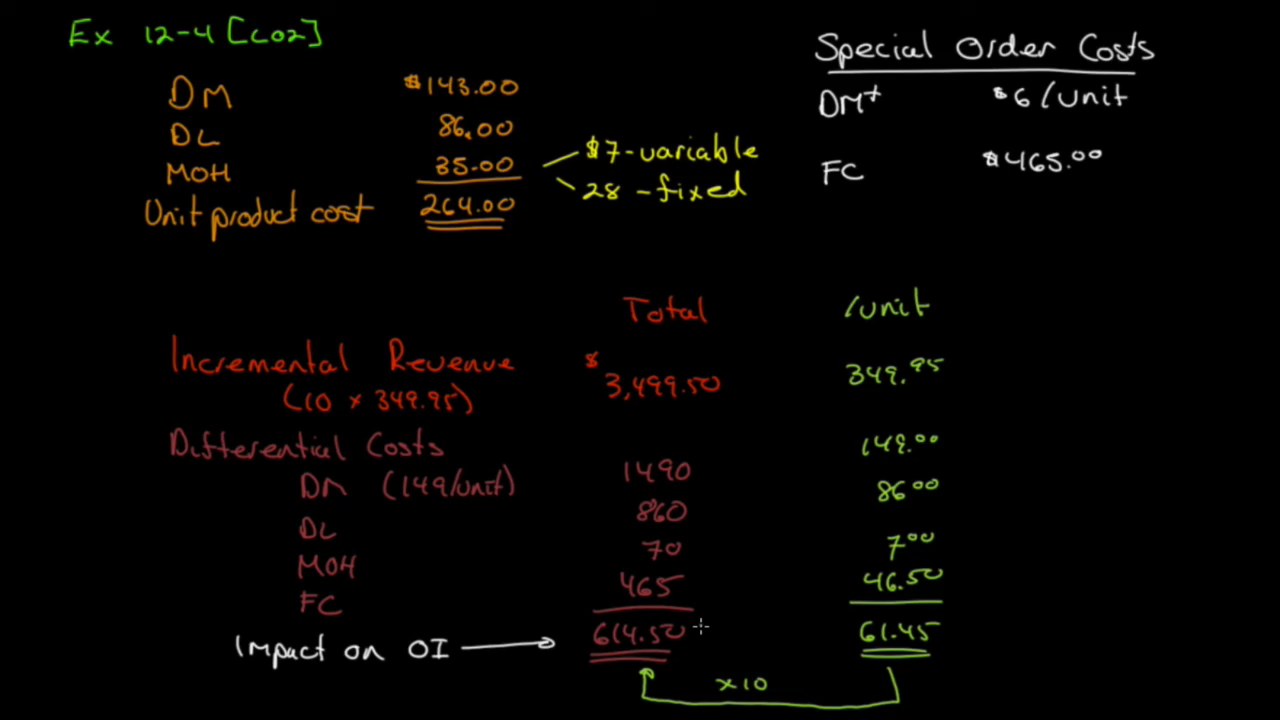 Ex 12-4 [CO2]
DM $143.00
DL 86.00
MOH 35.00
Unit product cost 264.00
$7-variable
28 -fixed
Special Order Costs
DM+ $6/unit
FC $465.00
Total /unit
Incremental Revenue $3,499.50 349.95
(10 x 349.95)
Differential Costs
DM (149/unit) 1490 149.00
DL 860 86.00
MOH 70 7.00
FC 465 46.50
Impact on OI 614.50 61.45
x10